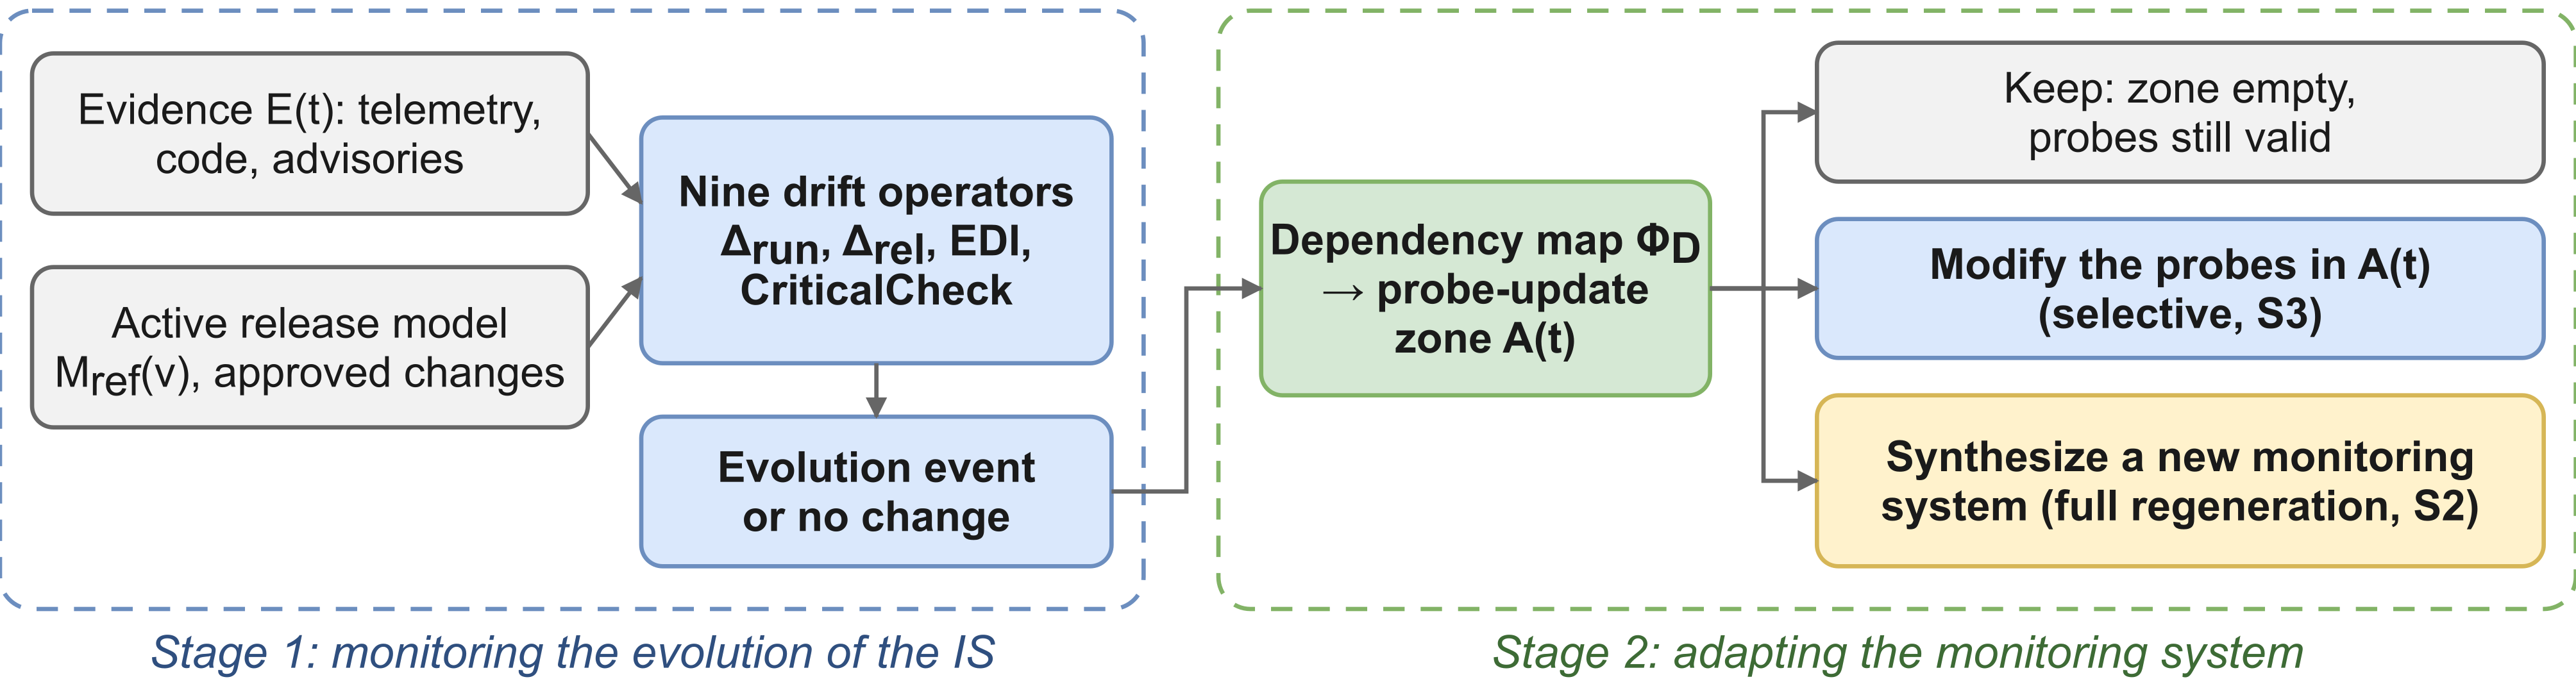 Evidence E(t): telemetry,
code, advisories
Active release model
Mref(v), approved changes
Nine drift operators
Δrun, Δrel, EDI,
CriticalCheck
Evolution event
or no change
Stage 1: monitoring the evolution of the IS
Dependency map ΦD
→ probe-update
zone A(t)
Keep: zone empty,
probes still valid
Modify the probes in A(t)
(selective, S3)
Synthesize a new monitoring
system (full regeneration, S2)
Stage 2: adapting the monitoring system